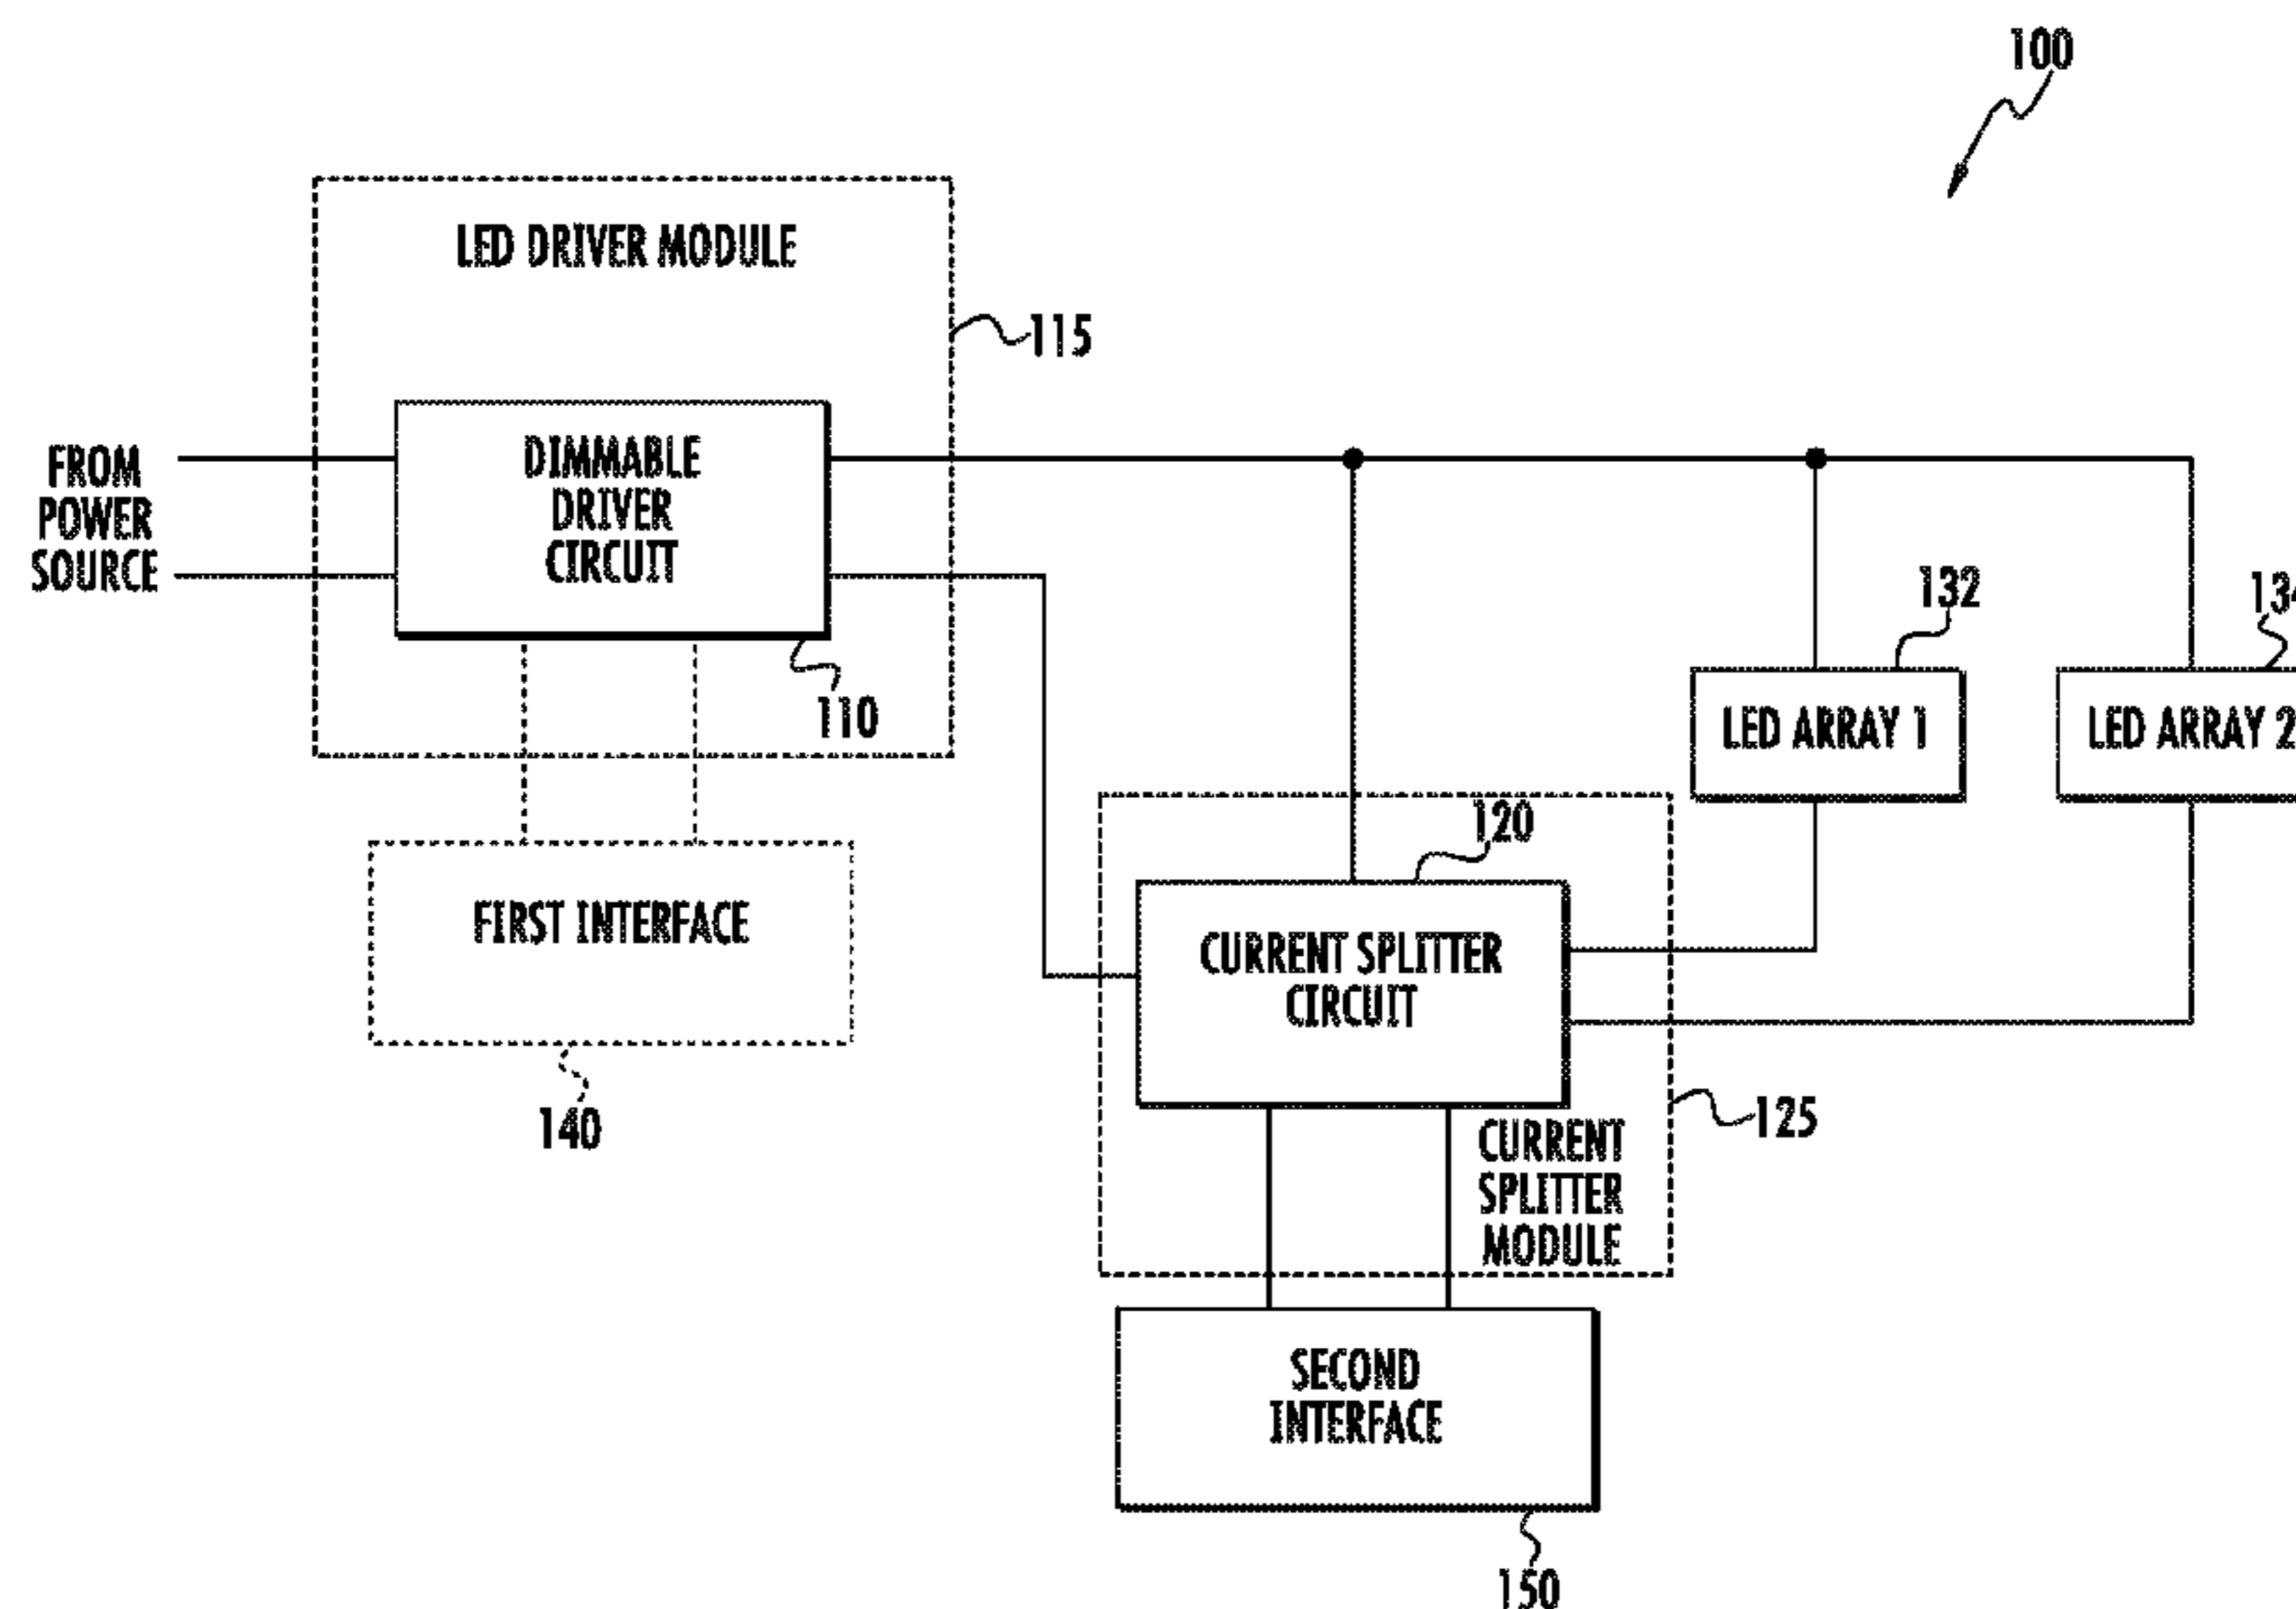 100
LED DRIVER MODULE
115
FROM
POWER
SOURCE
DIMMABLE
DRIVER
CIRCUIT
110
132
LED ARRAY 1
LED ARRAY 2
FIRST INTERFACE
140
120
CURRENT SPLITTER
CIRCUIT
125
CURRENT
SPLITTER
MODULE
SECOND
INTERFACE
150